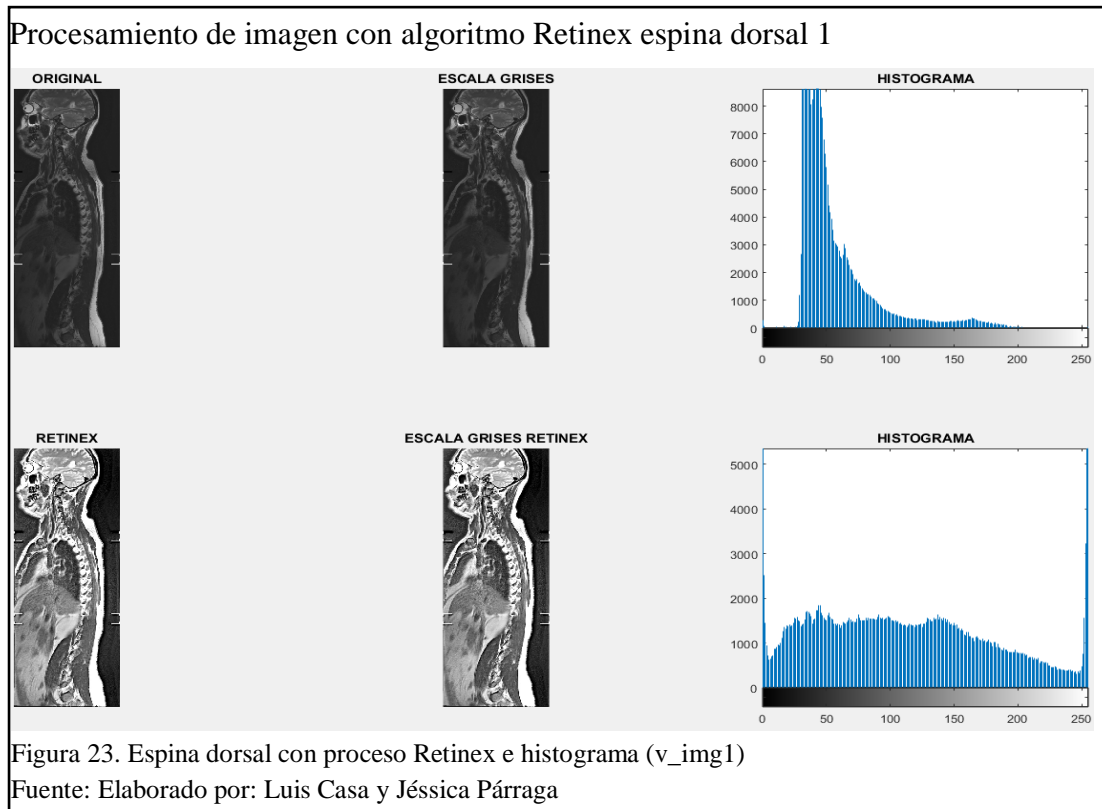 Procesamiento de imagen con algoritmo Retinex espina dorsal 1
ORIGINAL
ESCALA GRISES
HISTOGRAMA
8000
7000
6000
5000
4000
3000
2000
1000
0
0 50 100 150 200 250
RETINEX
ESCALA GRISES RETINEX
HISTOGRAMA
5000
4000
3000
2000
1000
0
0 50 100 150 200 250
Figura 23. Espina dorsal con proceso Retinex e histograma (v_img1)
Fuente: Elaborado por: Luis Casa y Jéssica Párraga